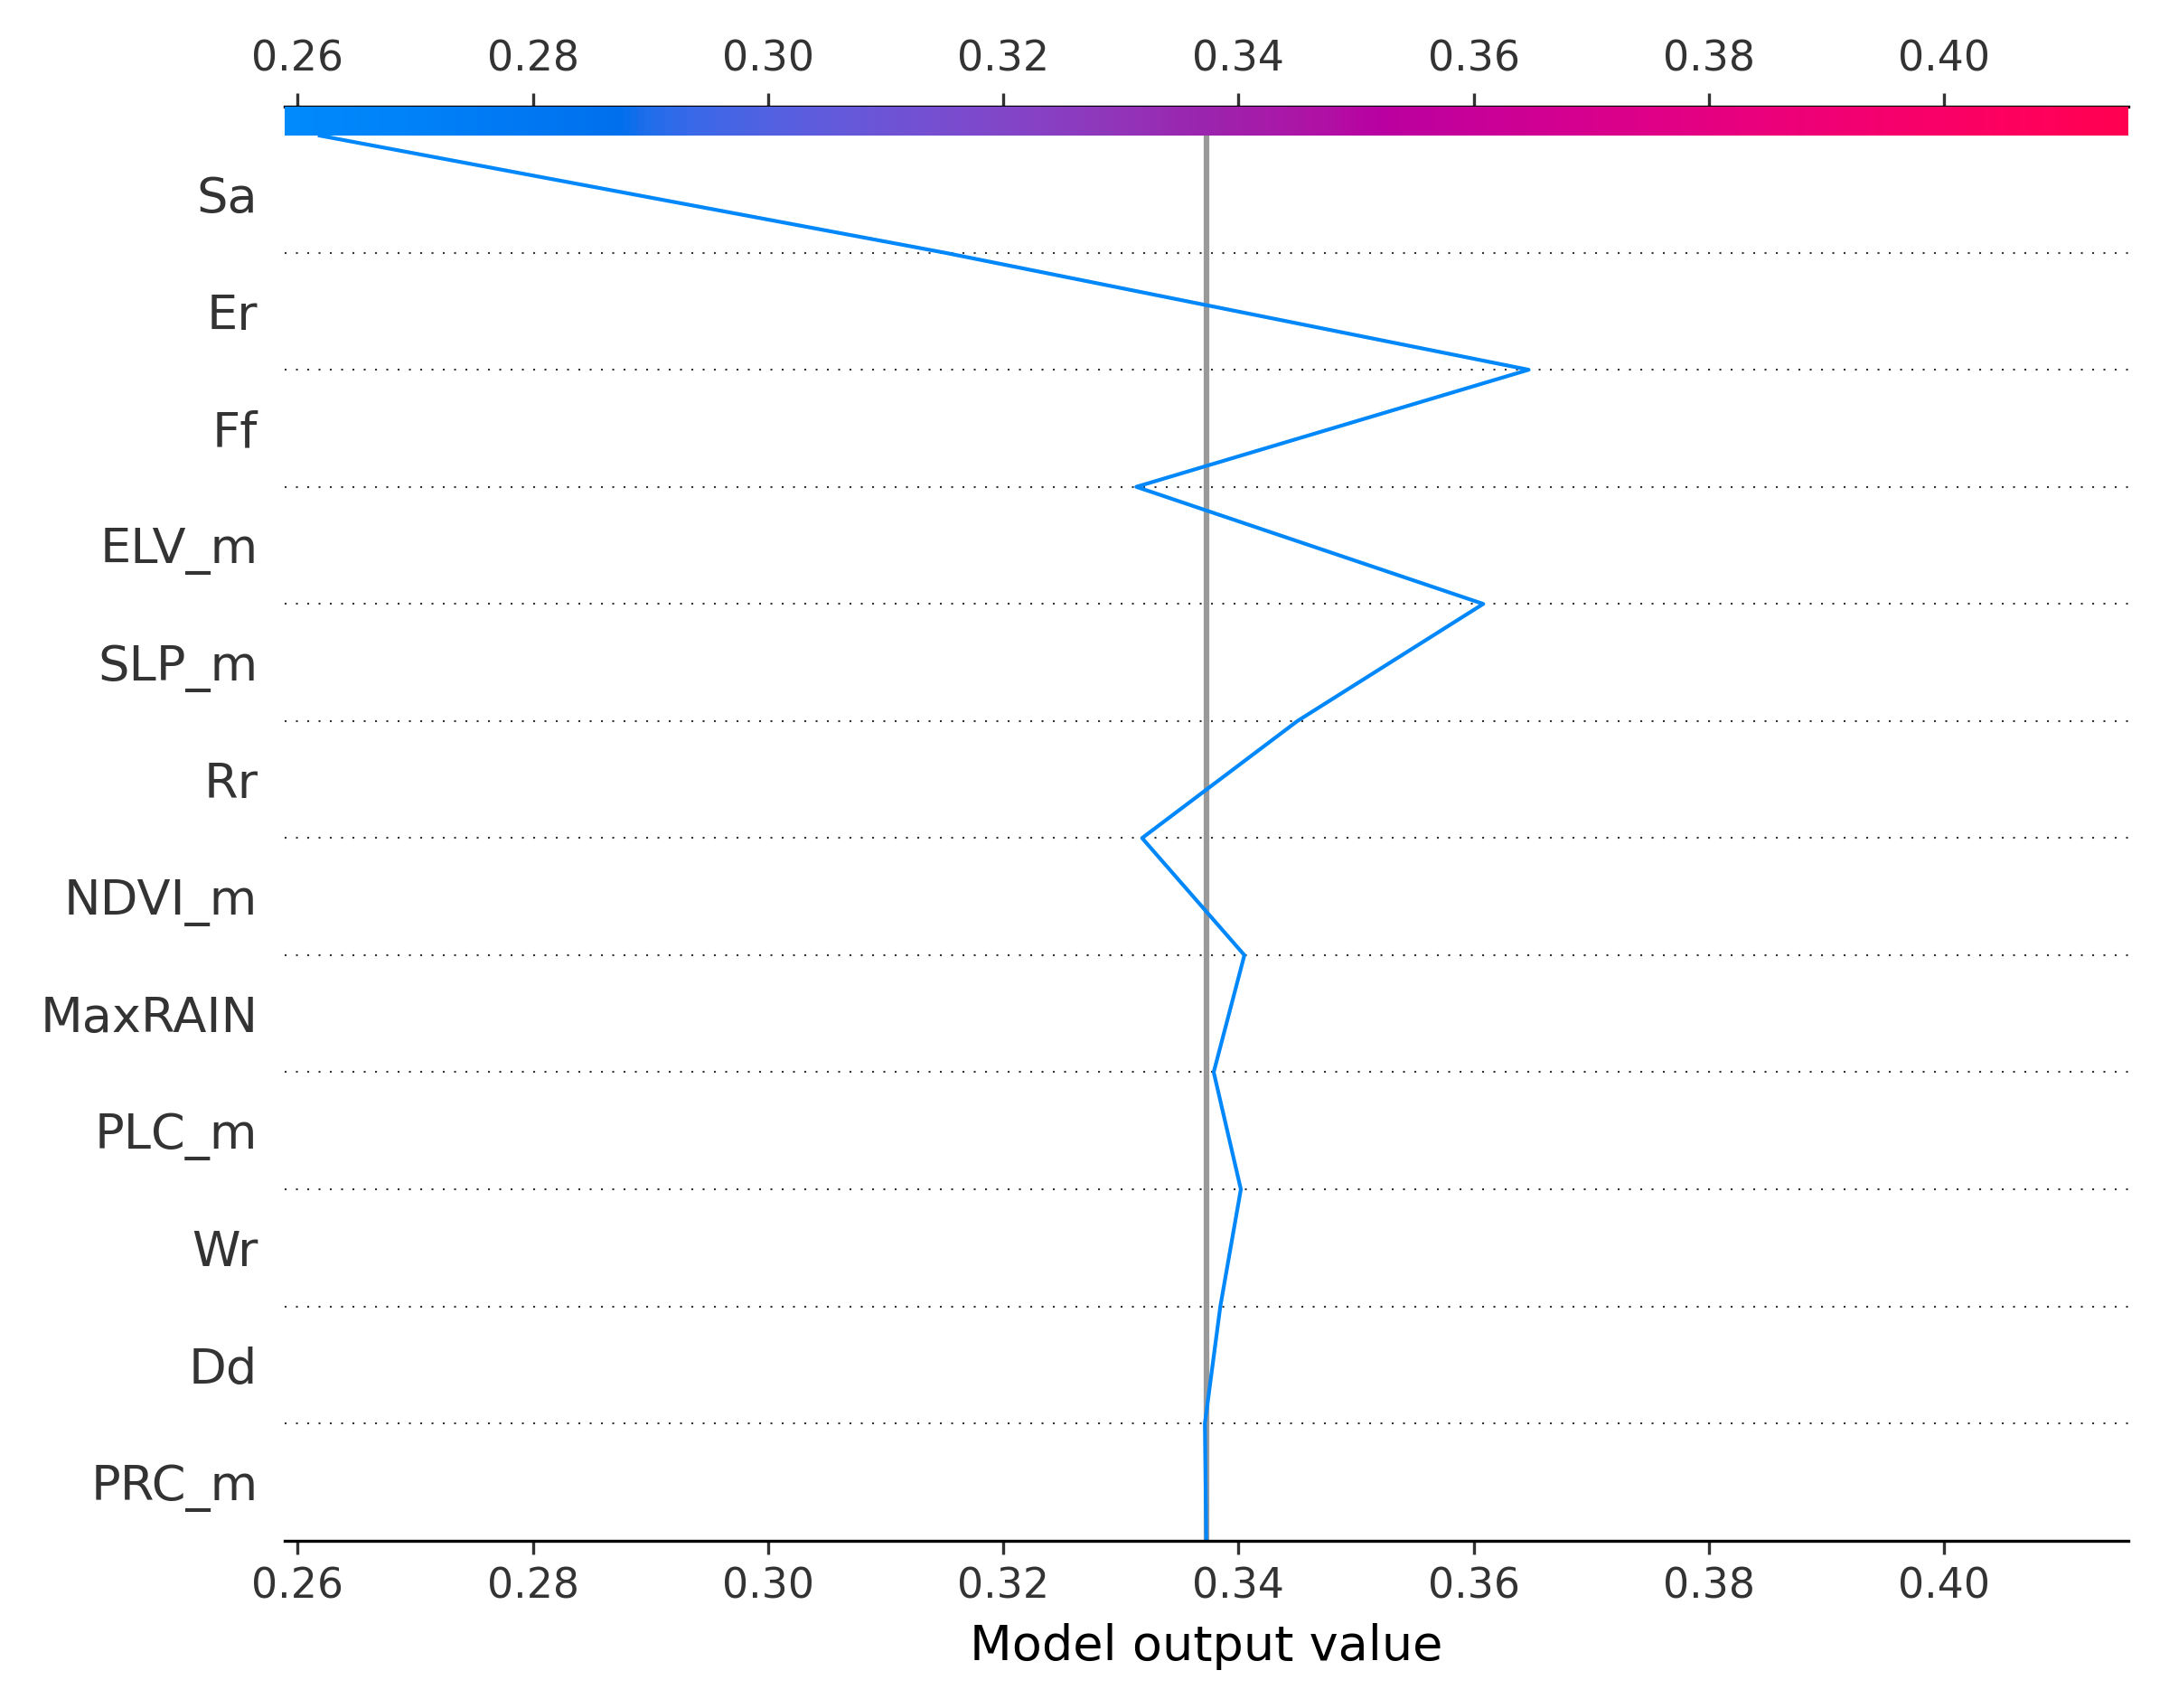 0.26 0.28 0.30 0.32 0.34 0.36 0.38 0.40
Sa
Er
Ff
ELV_m
SLP_m
Rr
NDVI_m
MaxRAIN
PLC_m
Wr
Dd
PRC_m
0.26 0.28 0.30 0.32 0.34 0.36 0.38 0.40
Model output value